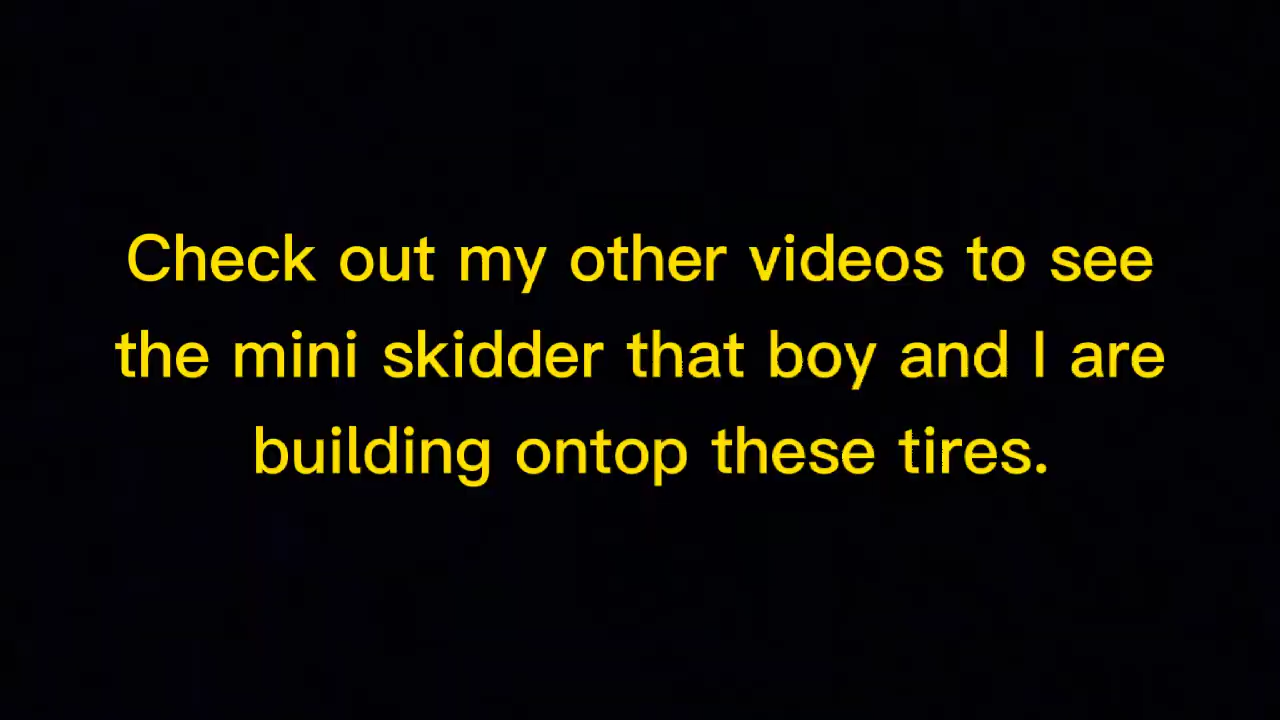 Check out my other videos to see
the mini skidder that boy and I are
building ontop these tires.